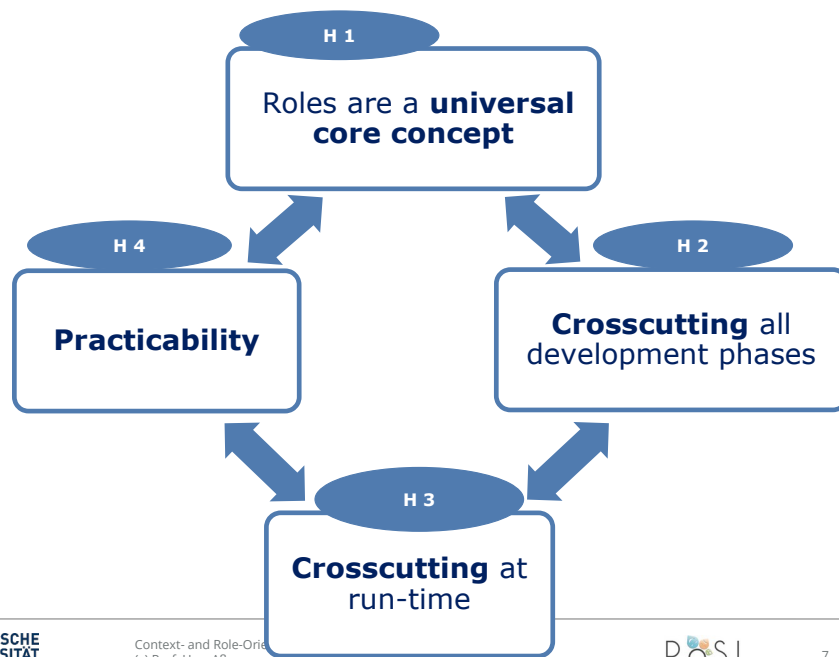 H 1
Roles are a universal
core concept
H 4
H 2
Practicability
Crosscutting all
development phases
H 3
Crosscutting at
run-time
SCHE
SITÄT
Context- and Role-Orie
7